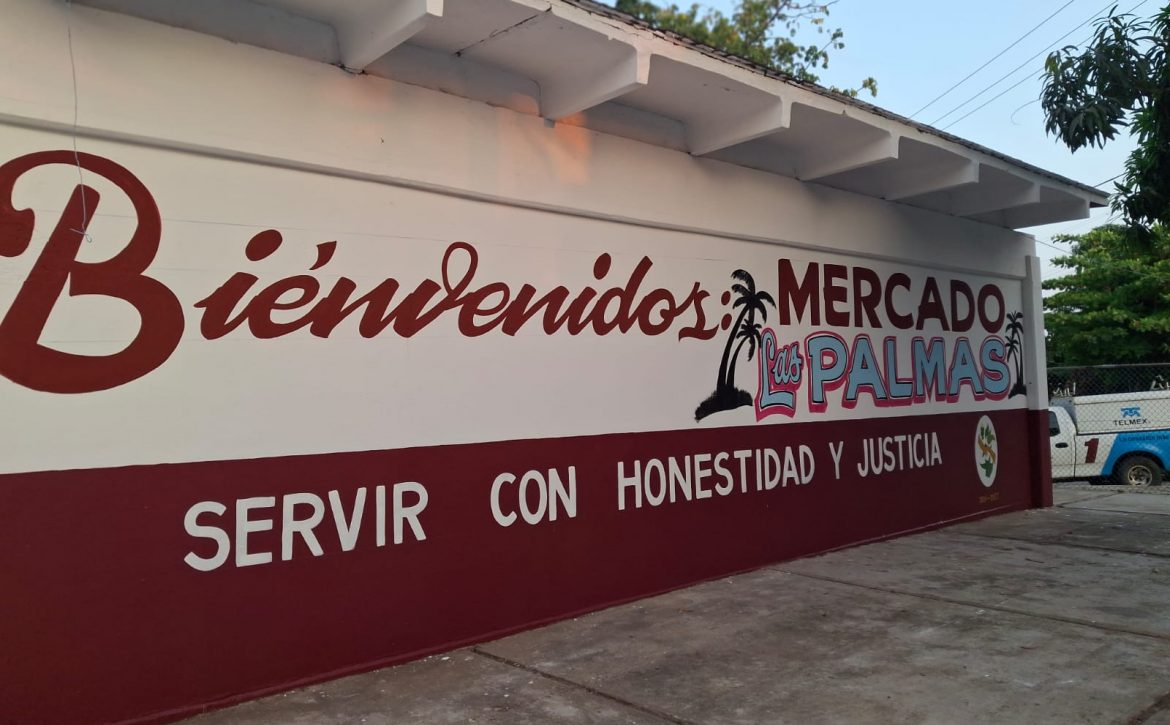 Bienvenidos:
MERCADO
Las PALMAS
SERVIR CON HONESTIDAD Y JUSTICIA
TELMEX
1